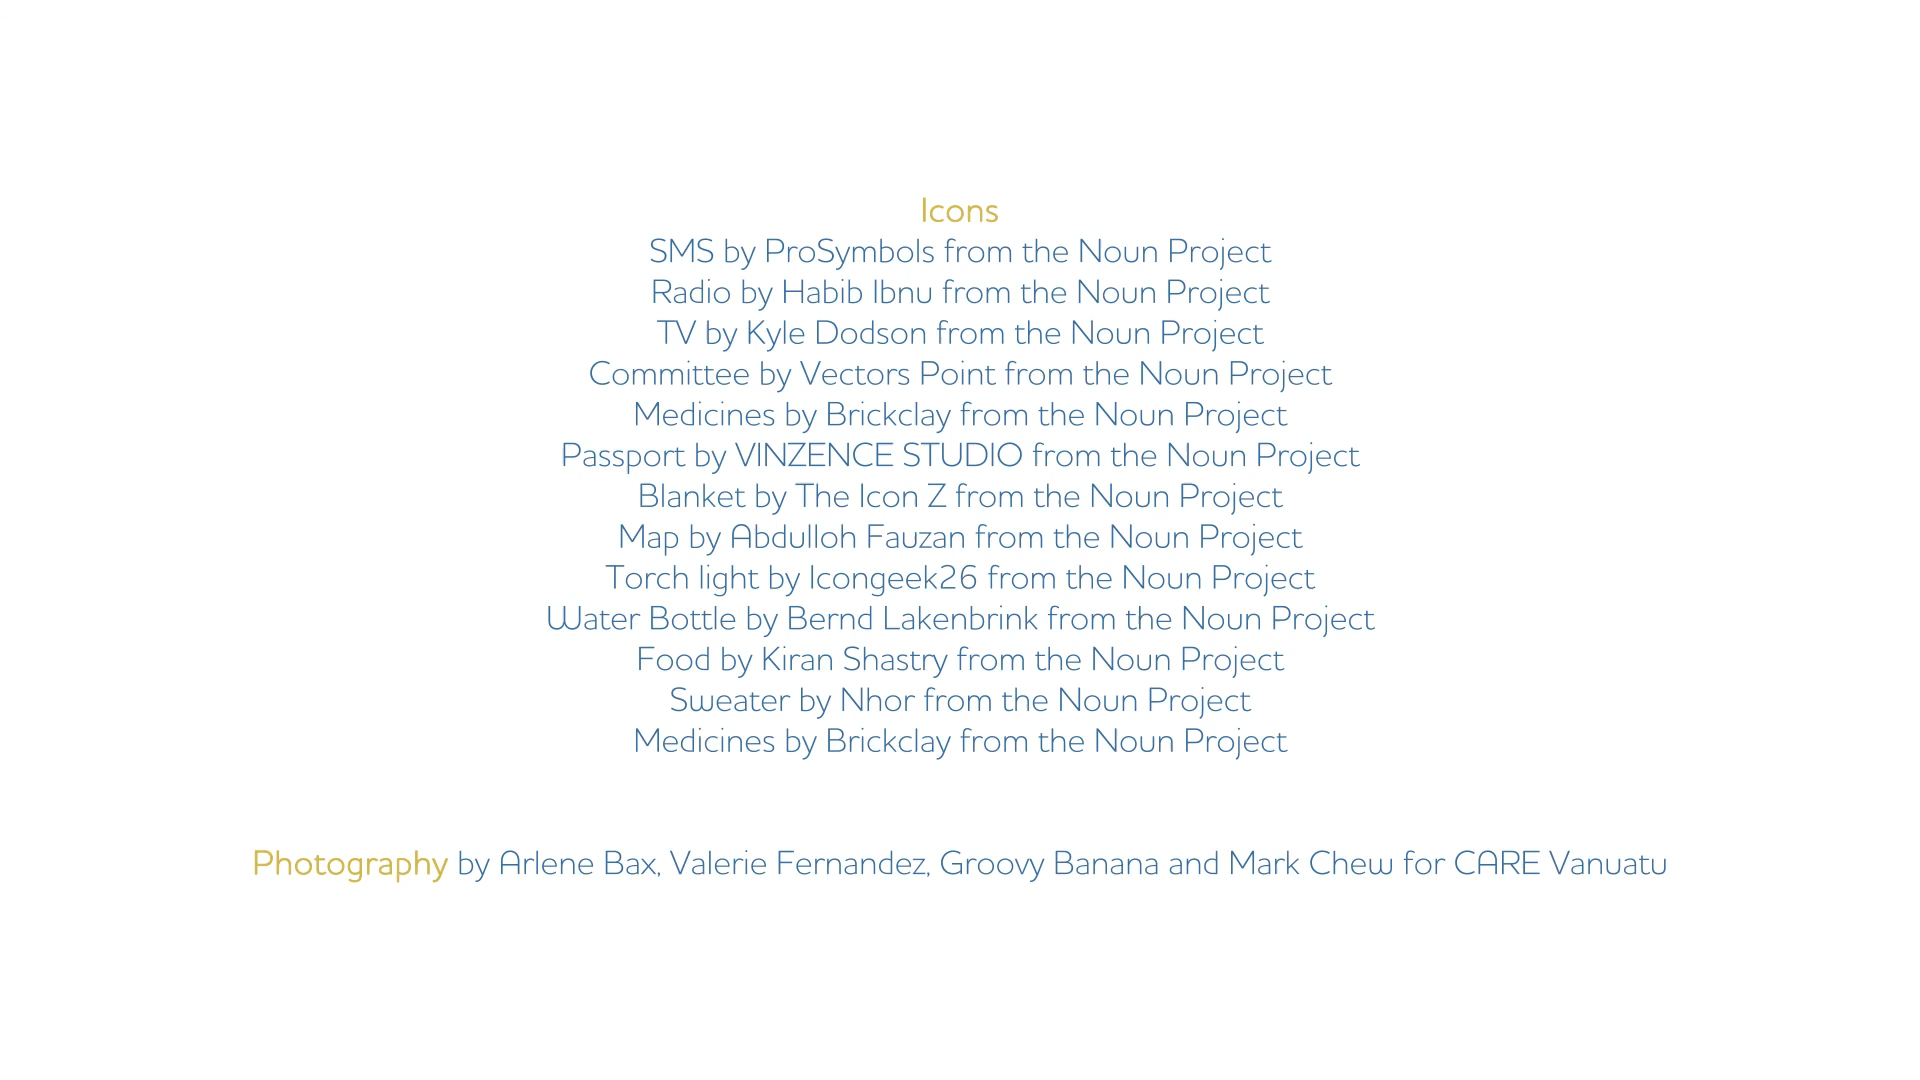 Icons
SMS by ProSymbols from the Noun Project
Radio by Habib Ibnu from the Noun Project
TV by Kyle Dodson from the Noun Project
Committee by Vectors Point from the Noun Project
Medicines by Brickclay from the Noun Project
Passport by VINZENCE STUDIO from the Noun Project
Blanket by The Icon Z from the Noun Project
Map by Abdulloh Fauzan from the Noun Project
Torch light by Icongeek26 from the Noun Project
Water Bottle by Bernd Lakenbrink from the Noun Project
Food by Kiran Shastry from the Noun Project
Sweater by Nhor from the Noun Project
Medicines by Brickclay from the Noun Project
Photography by Arlene Bax, Valerie Fernandez, Groovy Banana and Mark Chew for CARE Vanuatu